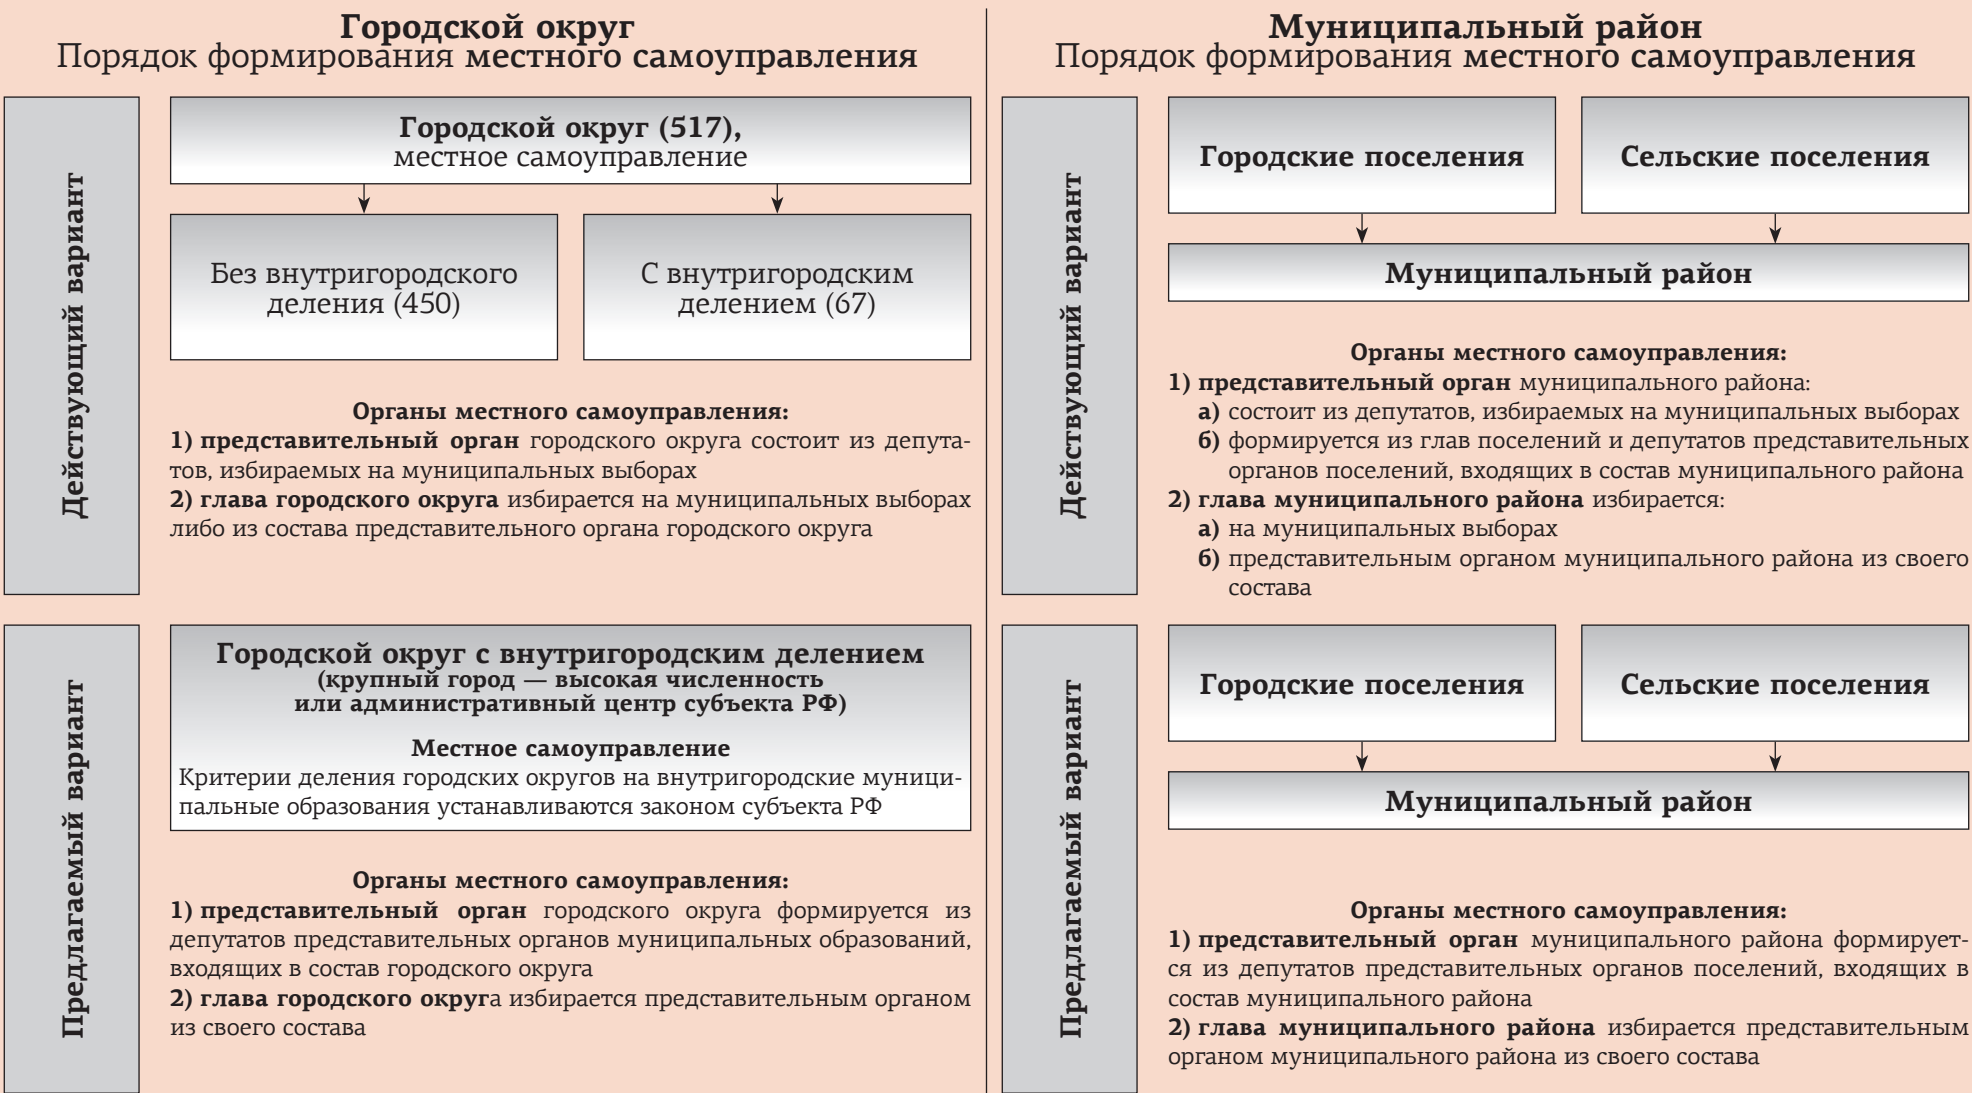 Городской округ
Порядок формирования местного самоуправления
Действующий вариант
Городской округ (517),
местное самоуправление
Без внутригородского
деления (450)
С внутригородским
делением (67)
Органы местного самоуправления:
1) представительный орган городского округа состоит из депута-
тов, избираемых на муниципальных выборах
2) глава городского округа избирается на муниципальных выборах
либо из состава представительного органа городского округа
Предлагаемый вариант
Городской округ с внутригородским делением
(крупный город — высокая численность
или административный центр субъекта РФ)
Местное самоуправление
Критерии деления городских округов на внутригородские муници-
пальные образования устанавливаются законом субъекта РФ
Органы местного самоуправления:
1) представительный орган городского округа формируется из
депутатов представительных органов муниципальных образований,
входящих в состав городского округа
2) глава городского округа избирается представительным органом
из своего состава
Муниципальный район
Порядок формирования местного самоуправления
Действующий вариант
Городские поселения
Сельские поселения
Муниципальный район
Органы местного самоуправления:
1) представительный орган муниципального района:
а) состоит из депутатов, избираемых на муниципальных выборах
б) формируется из глав поселений и депутатов представительных
органов поселений, входящих в состав муниципального района
2) глава муниципального района избирается:
а) на муниципальных выборах
б) представительным органом муниципального района из своего
состава
Предлагаемый вариант
Городские поселения
Сельские поселения
Муниципальный район
Органы местного самоуправления:
1) представительный орган муниципального района формирует-
ся из депутатов представительных органов поселений, входящих в
состав муниципального района
2) глава муниципального района избирается представительным
органом муниципального района из своего состава